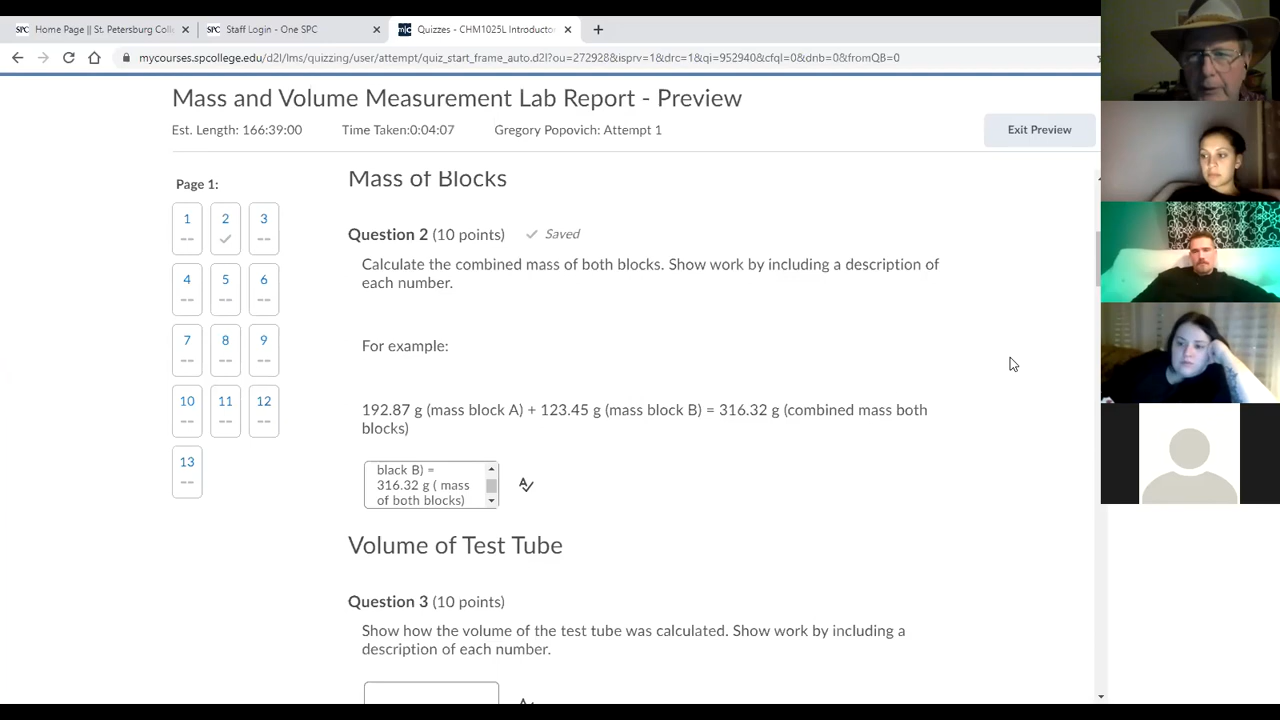 Home Page || St. Petersburg Coll
Staff Login - One SPC
Quizzes - CHM1025L Introducto
mycourses.spcollege.edu/d2l/lms/quizzing/user/attempt/quiz_start_frame_auto.d2l?ou=272928&isprv=1&drc=1&qi=952940&cfql=0&dnb=0&fromQB=0
Mass and Volume Measurement Lab Report - Preview
Est. Length: 166:39:00 Time Taken:0:04:07 Gregory Popovich: Attempt 1
Exit Preview
Page 1:
1 2 3
-- --
4 5 6
-- -- --
7 8 9
-- -- --
10 11 12
-- -- --
13
--
Mass of Blocks
Question 2 (10 points) Saved
Calculate the combined mass of both blocks. Show work by including a description of
each number.
For example:
192.87 g (mass block A) + 123.45 g (mass block B) = 316.32 g (combined mass both
blocks)
black B) =
316.32 g ( mass
of both blocks)
Volume of Test Tube
Question 3 (10 points)
Show how the volume of the test tube was calculated. Show work by including a
description of each number.